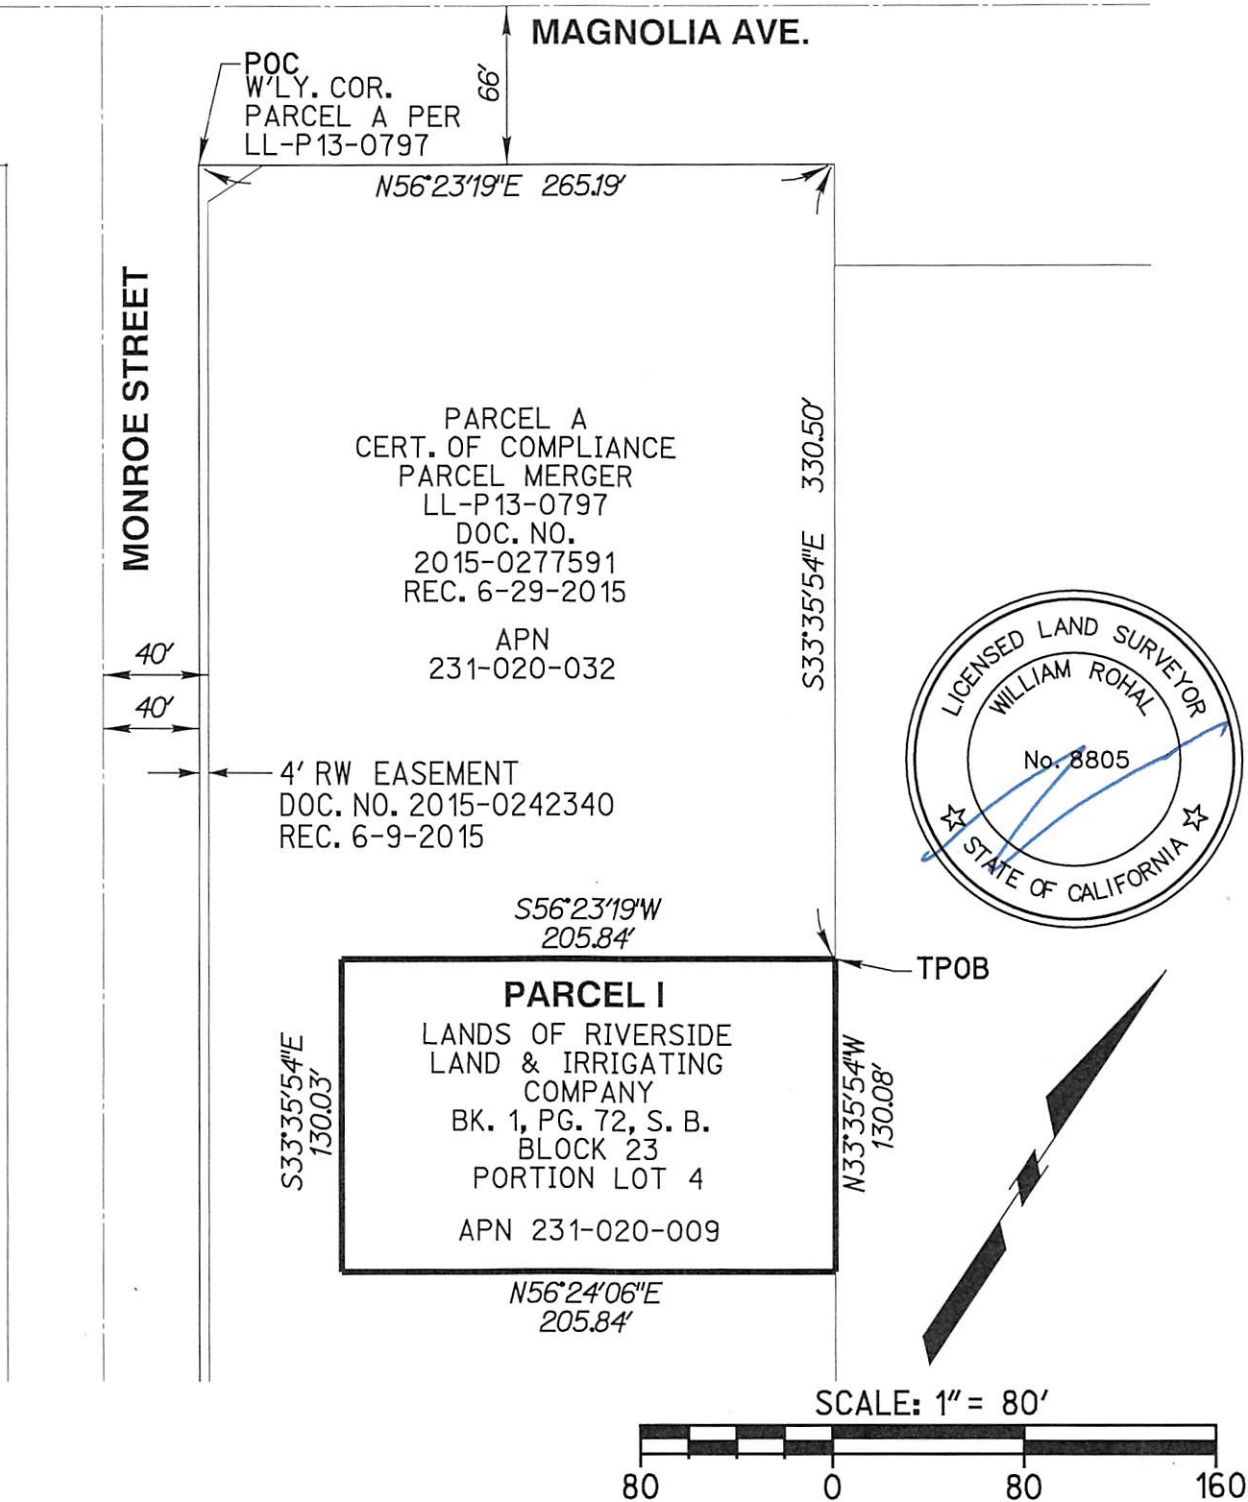 MAGNOLIA AVE.
66'
POC
W'LY. COR.
PARCEL A PER
LL-P13-0797
N56°23'19"E 265.19'
MONROE STREET
PARCEL A
CERT. OF COMPLIANCE
PARCEL MERGER
LL-P13-0797
DOC. NO.
2015-0277591
REC. 6-29-2015
APN
231-020-032
S33°35'54"E 330.50'
40'
40'
4' RW EASEMENT
DOC. NO. 2015-0242340
REC. 6-9-2015
LICENSED LAND SURVEYOR
WILLIAM ROHAL
No. 8805
STATE OF CALIFORNIA
S56°23'19"W
205.84'
TPOB
PARCEL I
LANDS OF RIVERSIDE
LAND & IRRIGATING
COMPANY
BK. 1, PG. 72, S. B.
BLOCK 23
PORTION LOT 4
APN 231-020-009
S33°35'54"E
130.03'
N33°35'54"W
130.08'
N56°24'06"E
205.84'
SCALE: 1" = 80'
80 0 80 160